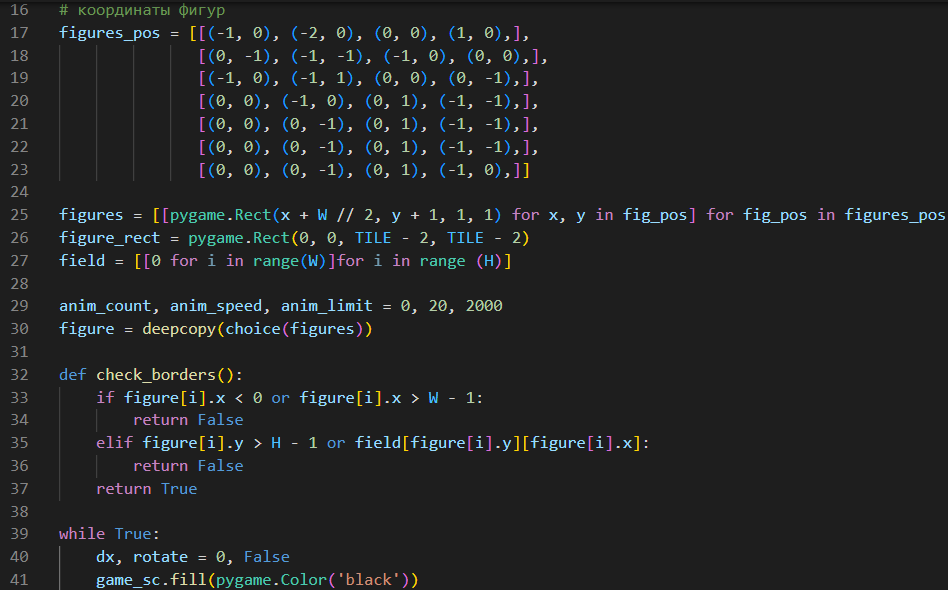 16 # координаты фигур
17 figures_pos = [[(-1, 0), (-2, 0), (0, 0), (1, 0),],
18 [(0, -1), (-1, -1), (-1, 0), (0, 0),],
19 [(-1, 0), (-1, 1), (0, 0), (0, -1),],
20 [(0, 0), (-1, 0), (0, 1), (-1, -1),],
21 [(0, 0), (0, -1), (0, 1), (-1, -1),],
22 [(0, 0), (0, -1), (0, 1), (-1, -1),],
23 [(0, 0), (0, -1), (0, 1), (-1, 0),]]
24
25 figures = [[pygame.Rect(x + W // 2, y + 1, 1, 1) for x, y in fig_pos] for fig_pos in figures_pos
26 figure_rect = pygame.Rect(0, 0, TILE - 2, TILE - 2)
27 field = [[0 for i in range(W)]for i in range (H)]
28
29 anim_count, anim_speed, anim_limit = 0, 20, 2000
30 figure = deepcopy(choice(figures))
31
32 def check_borders():
33 if figure[i].x < 0 or figure[i].x > W - 1:
34 return False
35 elif figure[i].y > H - 1 or field[figure[i].y][figure[i].x]:
36 return False
37 return True
38
39 while True:
40 dx, rotate = 0, False
41 game_sc.fill(pygame.Color('black'))